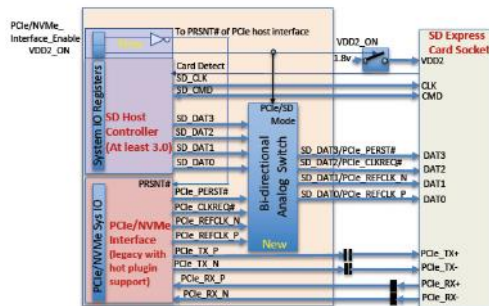 PCIe/NVMe_
Interface_Enable
VDD2_ON
To PRSNT# of PCIe host interface
VDD2_ON
1.8v
SD Express
Card Socket
VDD2
System IO Registers
Card Detect
SD_CLK
SD_CMD
CLK
CMD
SD Host
Controller
(At least 3.0)
SD_DAT3
SD_DAT2
SD_DAT1
SD_DAT0
PCIe/SD
Mode
Bi-directional
Analog Switch
New
SD_DAT3/PCIe_PERST#
SD_DAT2/PCIe_CLKREQ#
SD_DAT1/PCIe_REFCLK_N
SD_DAT0/PCIe_REFCLK_P
DAT3
DAT2
DAT1
DAT0
PRSNT#
PCIe/NVMe Sys IO
PCIe/NVMe
Interface
(legacy with
hot plugin
support)
PCIe_PERST#
PCIe_CLKREQ#
PCIe_REFCLK_N
PCIe_REFCLK_P
PCIe_TX_P
PCIe_TX_N
PCIe_RX_P
PCIe_RX_N
PCIe_TX+
PCIe_TX-
PCIe_RX+
PCIe_RX-